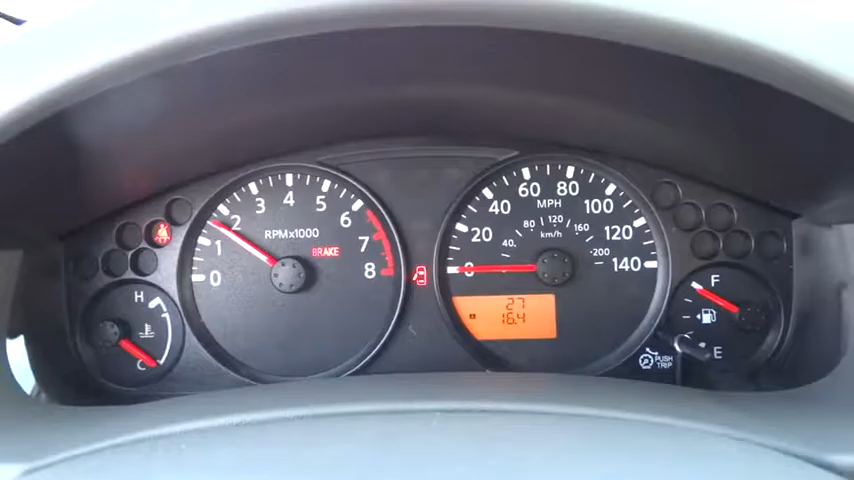 0 1 2 3 4 5 6 7 8
RPMx1000
BRAKE
H
C
0 20 40 60 80 100 120 140
MPH
40 80 120 160 200
km/h
27
16.4
F
E
PUSH
TRIP